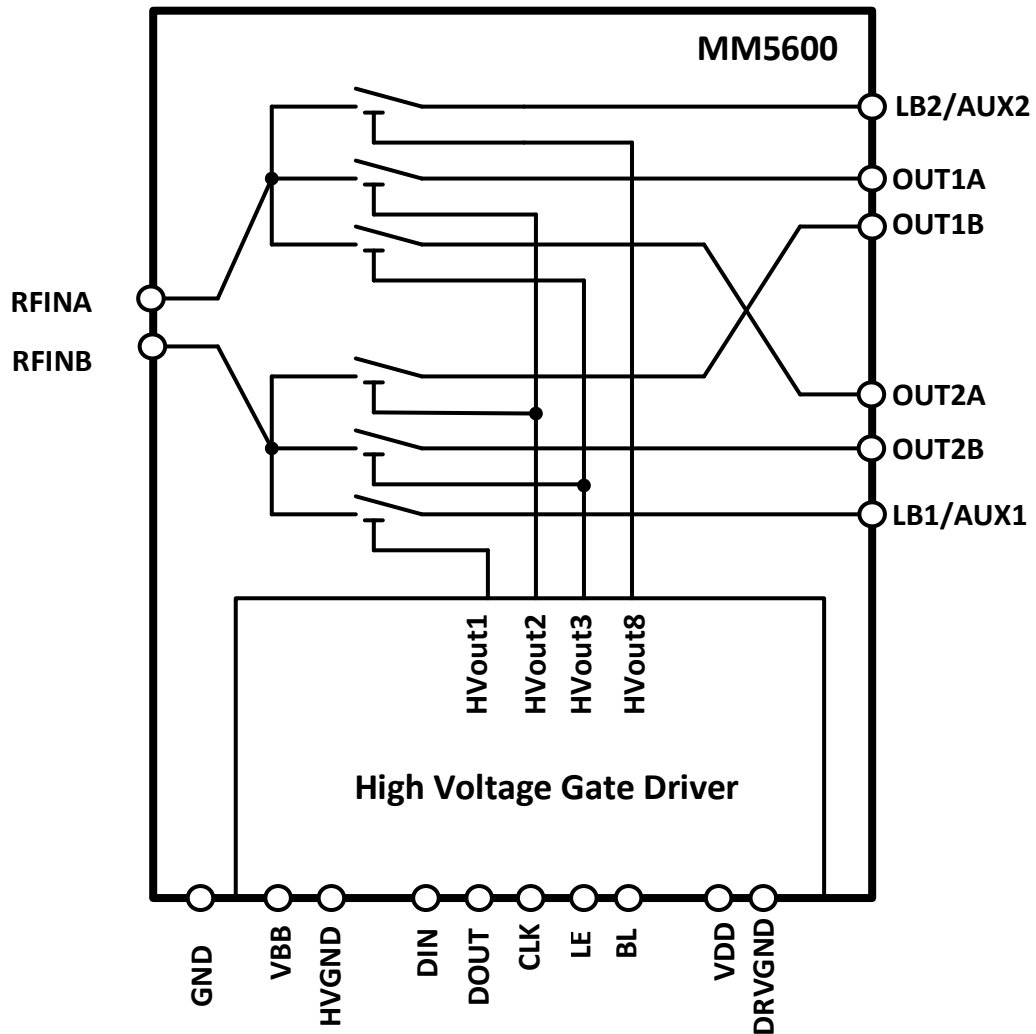 MM5600
LB2/AUX2
OUT1A
OUT1B
RFINA
RFINB
OUT2A
OUT2B
LB1/AUX1
HVout1
HVout2
HVout3
HVout8
High Voltage Gate Driver
GND
VBB
HVGND
DIN
DOUT
CLK
LE
BL
VDD
DRVGND